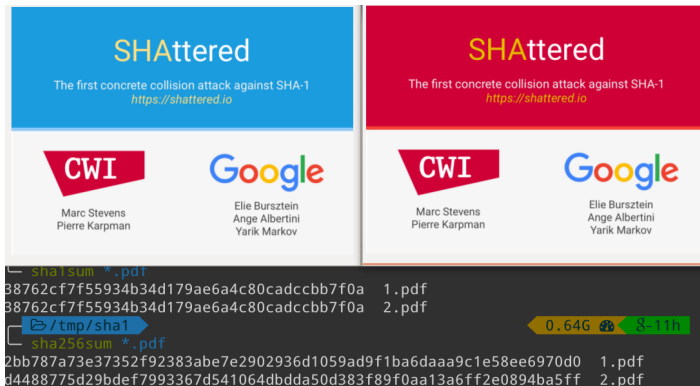 SHAttered
The first concrete collision attack against SHA-1
https://shattered.io
CWI
Marc Stevens
Pierre Karpman
Google
Elie Bursztein
Ange Albertini
Yarik Markov
SHAttered
The first concrete collision attack against SHA-1
https://shattered.io
CWI
Marc Stevens
Pierre Karpman
Google
Elie Bursztein
Ange Albertini
Yarik Markov
sha1sum *.pdf
38762cf7f55934b34d179ae6a4c80cadccbb7f0a 1.pdf
38762cf7f55934b34d179ae6a4c80cadccbb7f0a 2.pdf
/tmp/sha1 0.64G 8-11h
sha256sum *.pdf
2bb787a73e37352f92383abe7e2902936d1059ad9f1ba6daaa9c1e58ee6970d0 1.pdf
d4488775d29bdef7993367d541064dbdda50d383f89f0aa13a6ff2e0894ba5ff 2.pdf